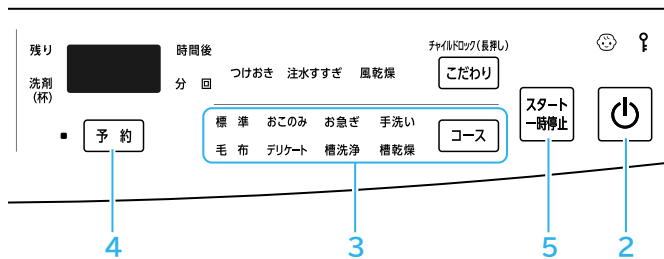 残り
時間後
洗剤
(杯)
分 回
つけおき 注水すすぎ 風乾燥
チャイルドロック(長押し)
こだわり
予 約
標 準 おこのみ お急ぎ 手洗い
毛 布 デリケート 槽洗浄 槽乾燥
コース
スタート
一時停止
4
3
5
2